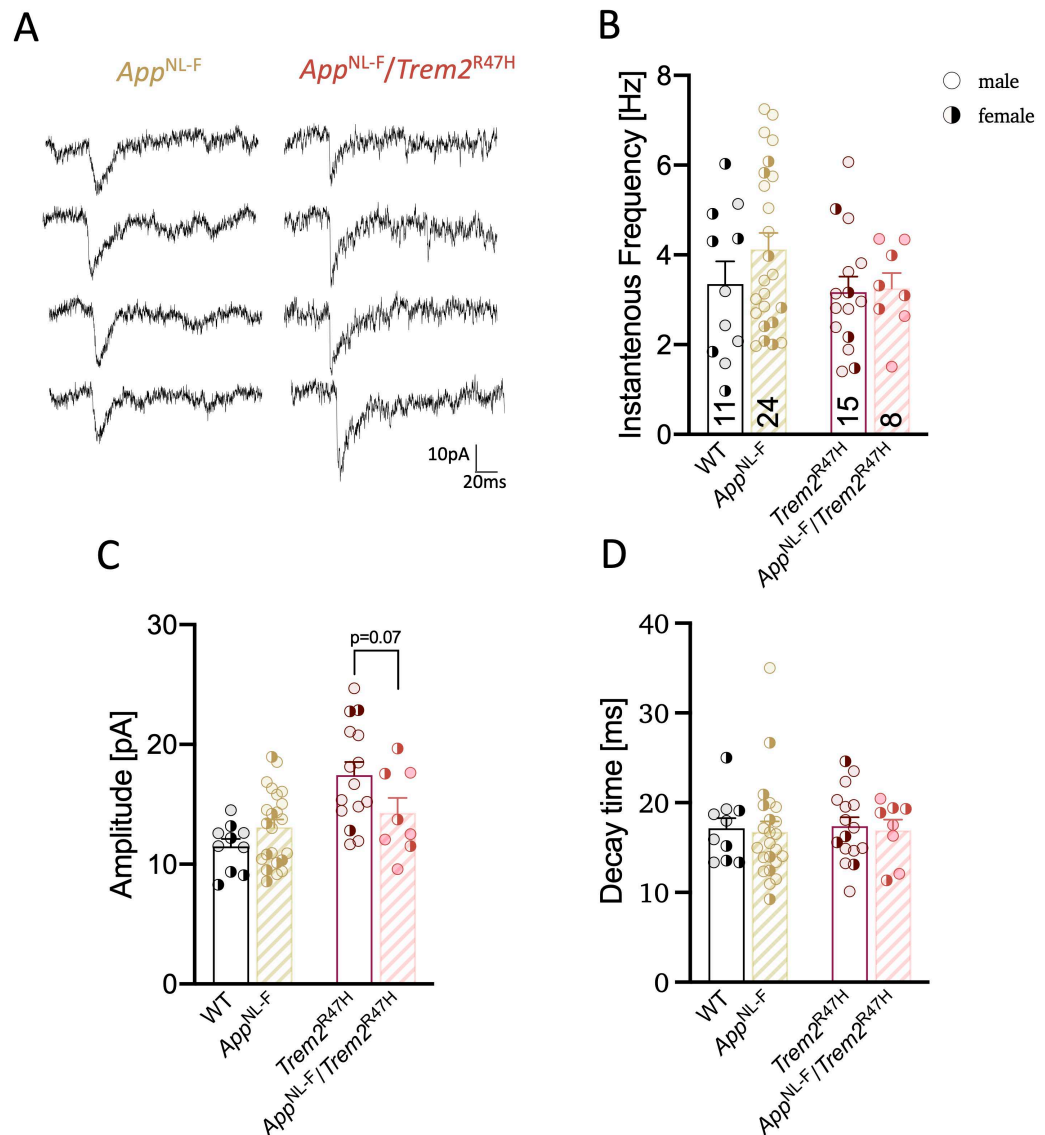 A
App^NL-F
App^NL-F/Trem2^R47H
10pA
20ms
B
Instantenous Frequency [Hz]
8
6
4
2
0
11
24
15
8
WT
App^NL-F
Trem2^R47H
App^NL-F/Trem2^R47H
male
female
C
Amplitude [pA]
30
20
10
0
p=0.07
WT
App^NL-F
Trem2^R47H
App^NL-F/Trem2^R47H
D
Decay time [ms]
40
30
20
10
0
WT
App^NL-F
Trem2^R47H
App^NL-F/Trem2^R47H